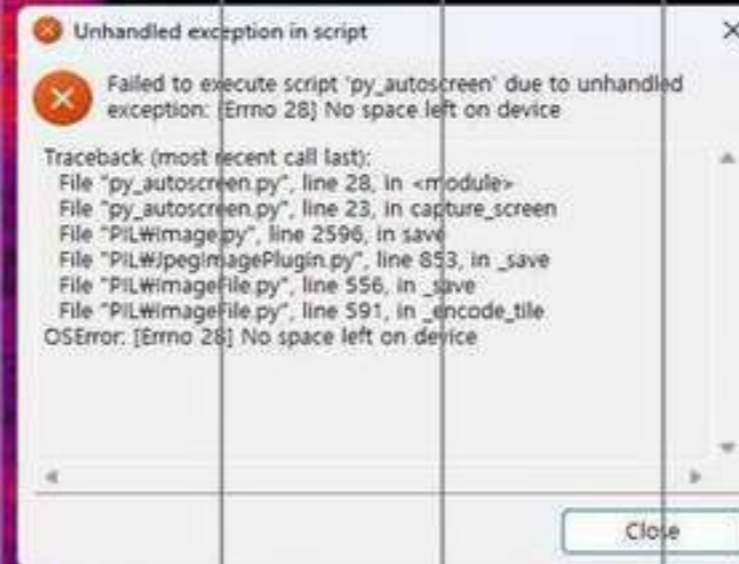 Unhandled exception in script
Failed to execute script 'py_autoscreen' due to unhandled
exception: [Errno 28] No space left on device
Traceback (most recent call last):
File "py_autoscreen.py", line 28, in <module>
File "py_autoscreen.py", line 23, in capture_screen
File "PIL₩Image.py", line 2596, in save
File "PIL₩JpegImagePlugin.py", line 853, in _save
File "PIL₩ImageFile.py", line 556, in _save
File "PIL₩ImageFile.py", line 591, in _encode_tile
OSError: [Errno 28] No space left on device
Close